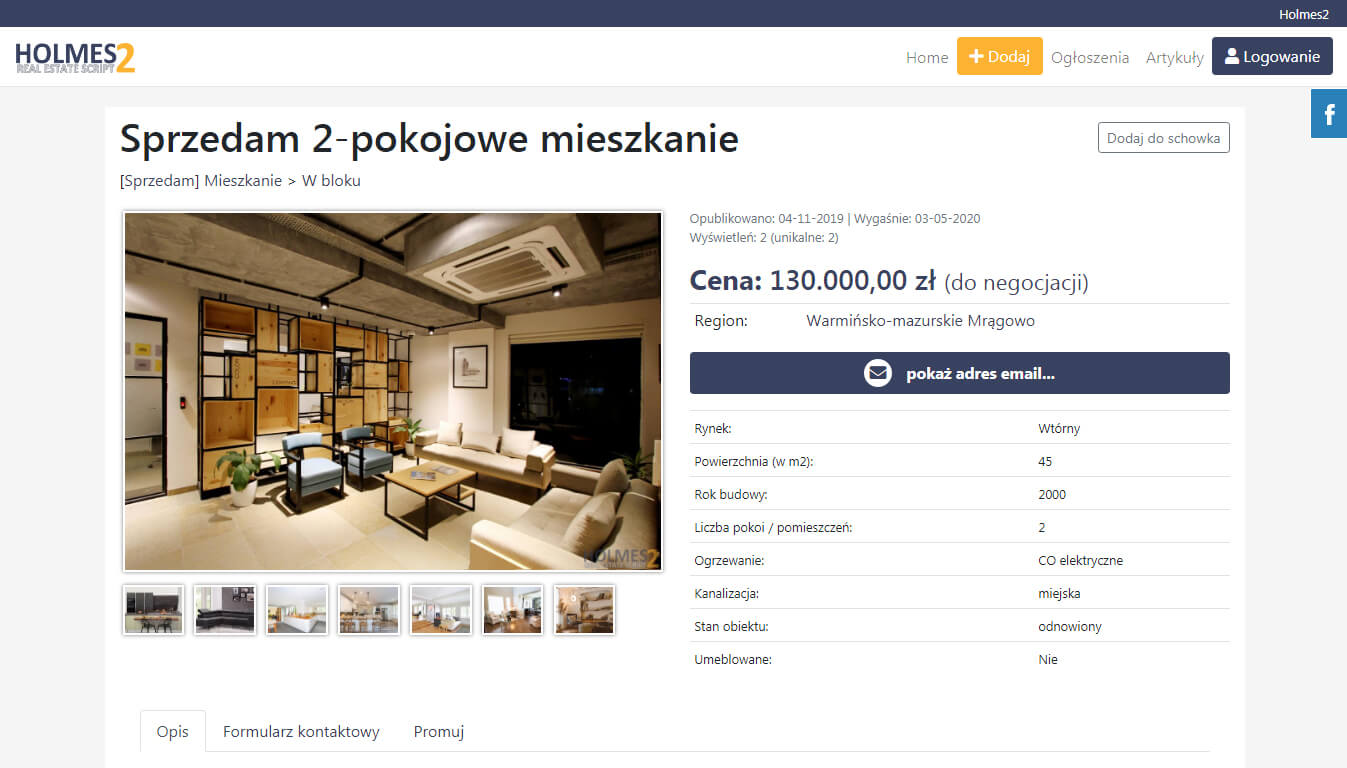 Holmes2
HOLMES2
REAL ESTATE SCRIPT
Home
Dodaj
Ogłoszenia
Artykuły
Logowanie
Sprzedam 2-pokojowe mieszkanie
Dodaj do schowka
[Sprzedam] Mieszkanie > W bloku
Opublikowano: 04-11-2019 | Wygaśnie: 03-05-2020
Wyświetleń: 2 (unikalne: 2)
Cena: 130.000,00 zł (do negocjacji)
Region: Warmińsko-mazurskie Mrągowo
pokaż adres email...
Rynek: Wtórny
Powierzchnia (w m2): 45
Rok budowy: 2000
Liczba pokoi / pomieszczeń: 2
Ogrzewanie: CO elektryczne
Kanalizacja: miejska
Stan obiektu: odnowiony
Umeblowane: Nie
HOLMES2
Opis
Formularz kontaktowy
Promuj